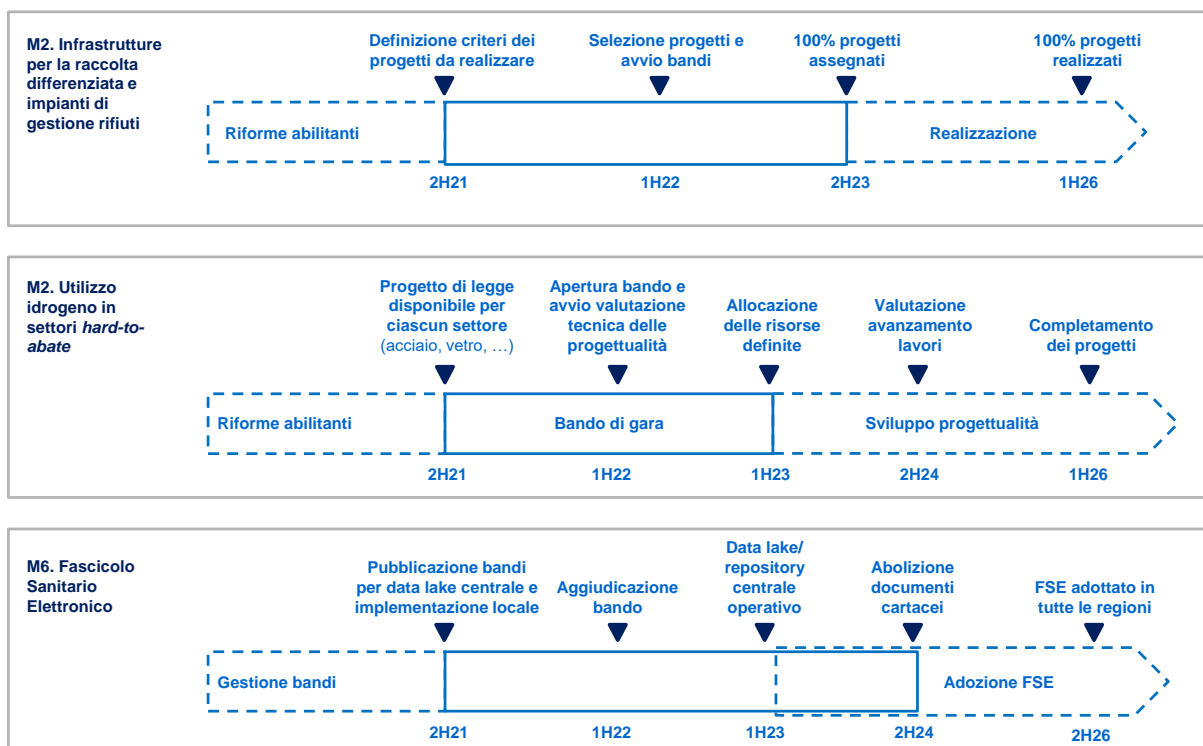 M2. Infrastrutture
per la raccolta
differenziata e
impianti di
gestione rifiuti
Definizione criteri dei
progetti da realizzare
Selezione progetti e
avvio bandi
100% progetti
assegnati
100% progetti
realizzati
Riforme abilitanti
Realizzazione
2H21
1H22
2H23
1H26
M2. Utilizzo
idrogeno in
settori hard-to-
abate
Progetto di legge
disponibile per
ciascun settore
(acciaio, vetro, …)
Apertura bando e
avvio valutazione
tecnica delle
progettualità
Allocazione
delle risorse
definite
Valutazione
avanzamento
lavori
Completamento
dei progetti
Riforme abilitanti
Bando di gara
Sviluppo progettualità
2H21
1H22
1H23
2H24
1H26
M6. Fascicolo
Sanitario
Elettronico
Pubblicazione bandi
per data lake centrale e
implementazione locale
Aggiudicazione
bando
Data lake/
repository
centrale
operativo
Abolizione
documenti
cartacei
FSE adottato in
tutte le regioni
Gestione bandi
Adozione FSE
2H21
1H22
1H23
2H24
2H26